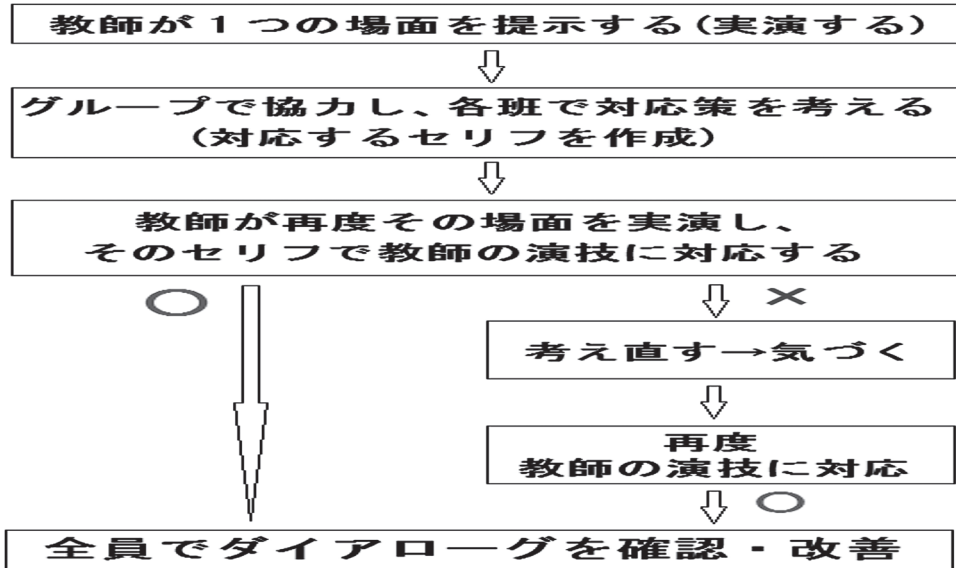 教師が１つの場面を提示する(実演する)
グループで協力し、各班で対応策を考える
(対応するセリフを作成)
教師が再度その場面を実演し、
そのセリフで教師の演技に対応する
○
×
考え直す→気づく
再度
教師の演技に対応
○
全員でダイアローグを確認・改善